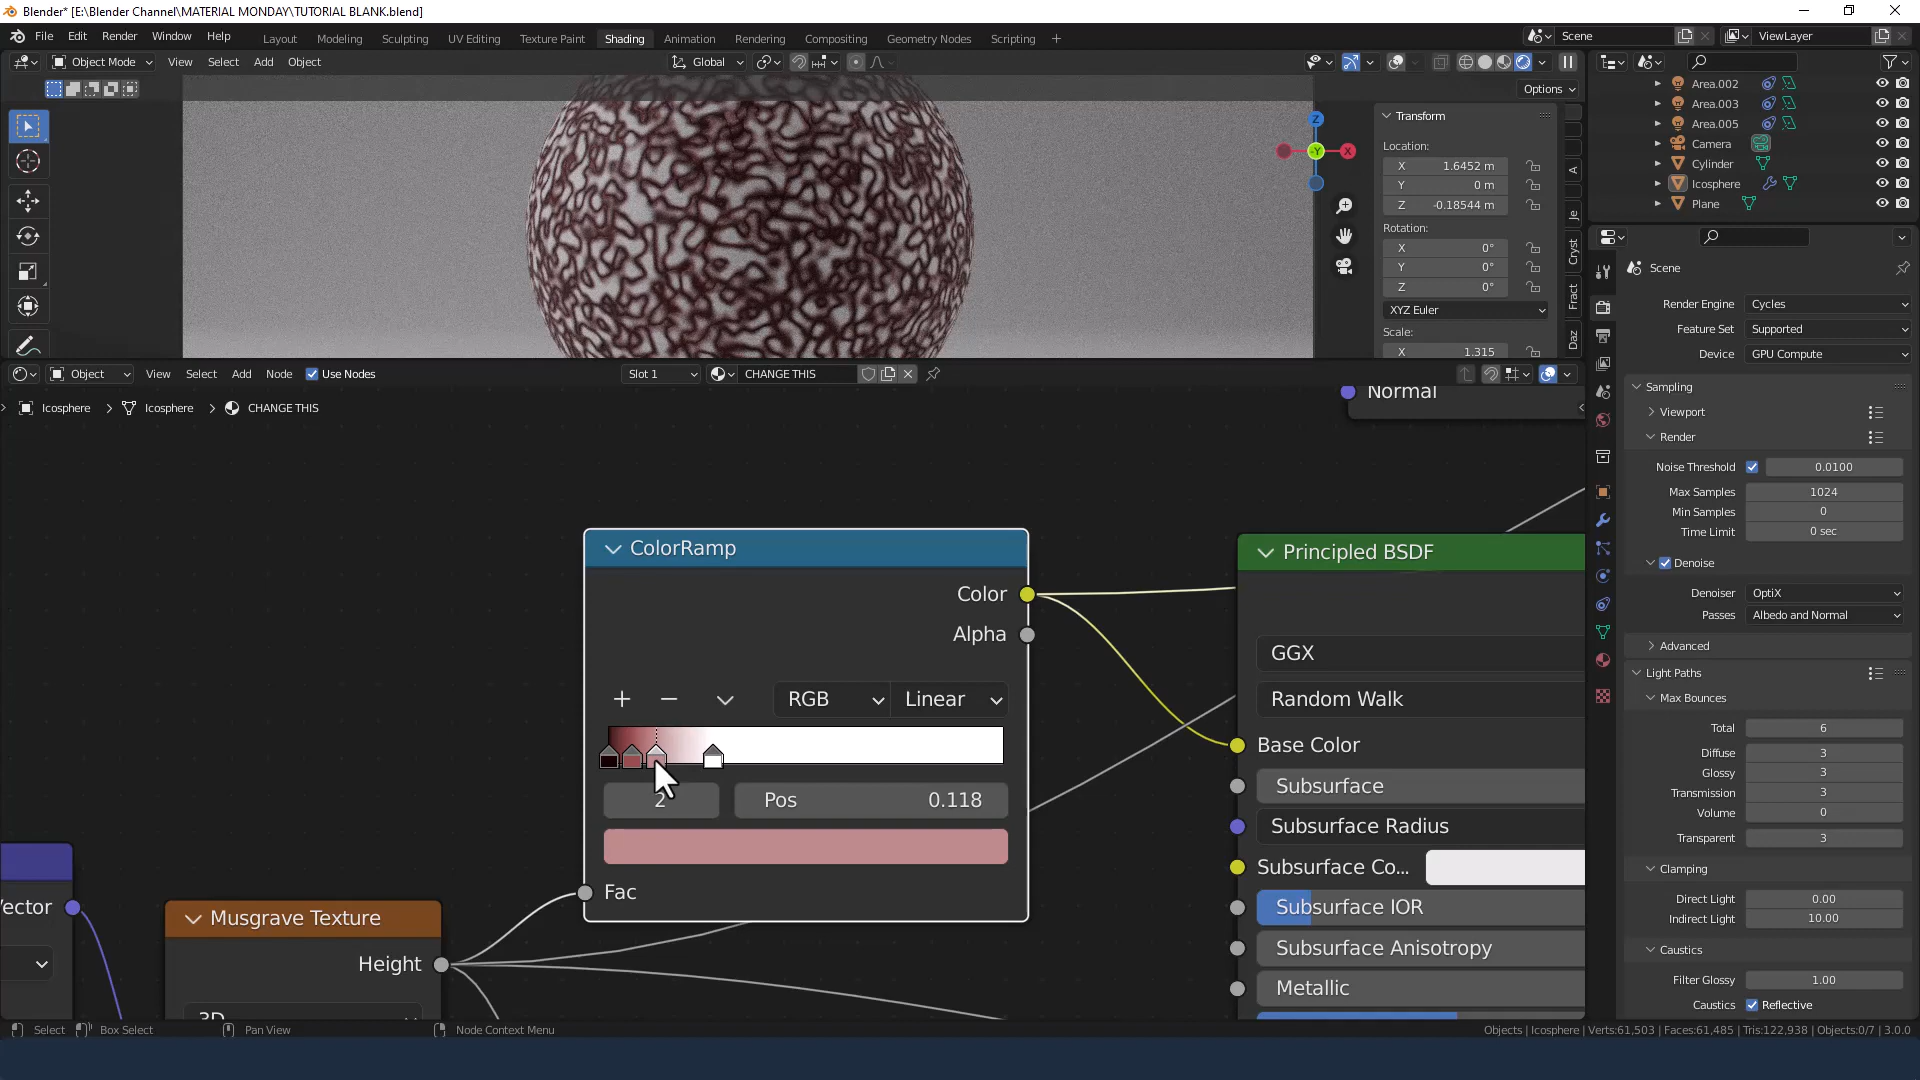 Blender* [E:\Blender Channel\MATERIAL MONDAY\TUTORIAL BLANK.blend]
File Edit Render Window Help
Layout Modeling Sculpting UV Editing Texture Paint Shading Animation Rendering Compositing Geometry Nodes Scripting +
Scene
ViewLayer
Object Mode View Select Add Object
Global
Options
Transform
Location:
X 1.6452 m
Y 0 m
Z -0.18544 m
Rotation:
X 0°
Y 0°
Z 0°
XYZ Euler
Scale:
X 1.315
Z
X
Y
A
Je
Cryst
Fract
Daz
Area.002
Area.003
Area.005
Camera
Cylinder
Icosphere
Plane
Scene
Render Engine Cycles
Feature Set Supported
Device GPU Compute
Sampling
Viewport
Render
Noise Threshold 0.0100
Max Samples 1024
Min Samples 0
Time Limit 0 sec
Denoise
Denoiser OptiX
Passes Albedo and Normal
Advanced
Light Paths
Max Bounces
Total 6
Diffuse 3
Glossy 3
Transmission 3
Volume 0
Transparent 3
Clamping
Direct Light 0.00
Indirect Light 10.00
Caustics
Filter Glossy 1.00
Caustics Reflective
Object View Select Add Node Use Nodes
Slot 1
CHANGE THIS
Icosphere > Icosphere > CHANGE THIS
Normal
ColorRamp
Color
Alpha
+ − RGB Linear
2 Pos 0.118
Fac
Principled BSDF
GGX
Random Walk
Base Color
Subsurface
Subsurface Radius
Subsurface Co...
Subsurface IOR
Subsurface Anisotropy
Metallic
Musgrave Texture
Height
3D
Select Box Select Pan View Node Context Menu
Objects | Icosphere | Verts:61,503 | Faces:61,485 | Tris:122,938 | Objects:0/7 | 3.0.0